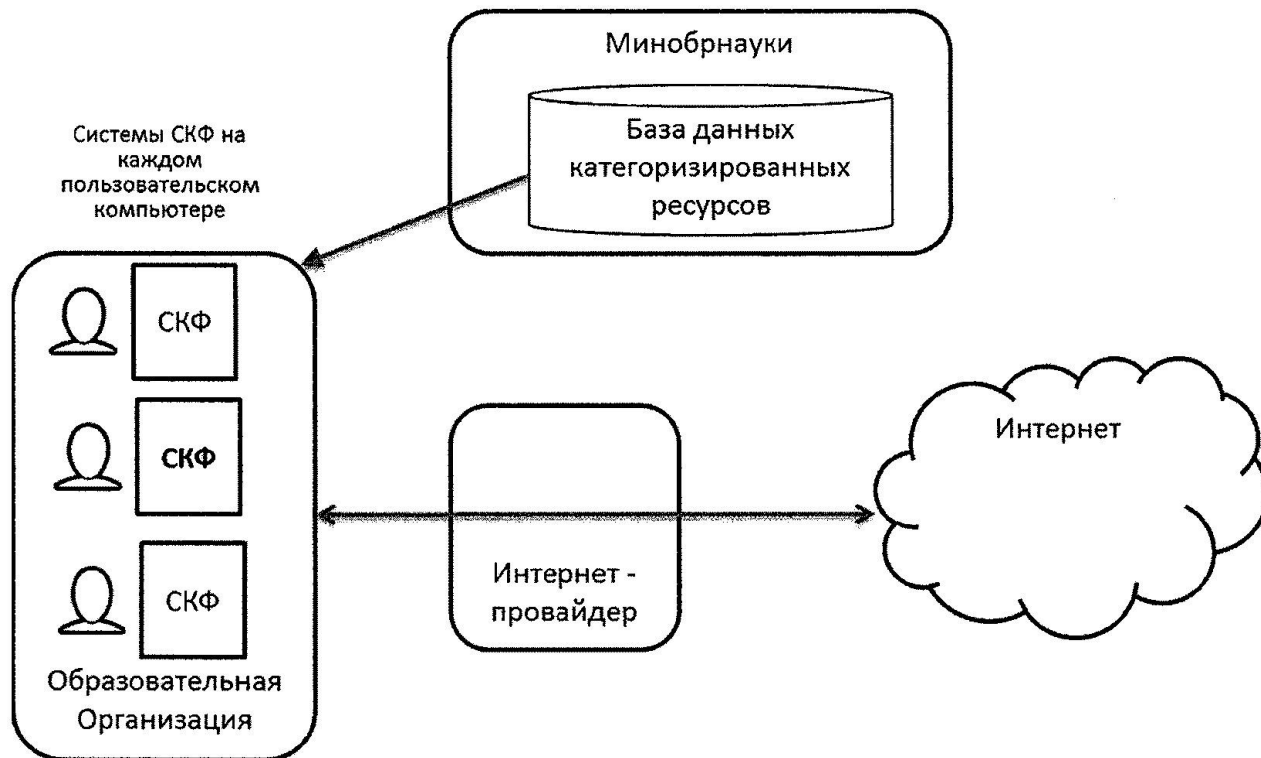 Минобрнауки
База данных
категоризированных
ресурсов
Системы СКФ на
каждом
пользовательском
компьютере
СКФ
СКФ
СКФ
Образовательная
Организация
Интернет -
провайдер
Интернет